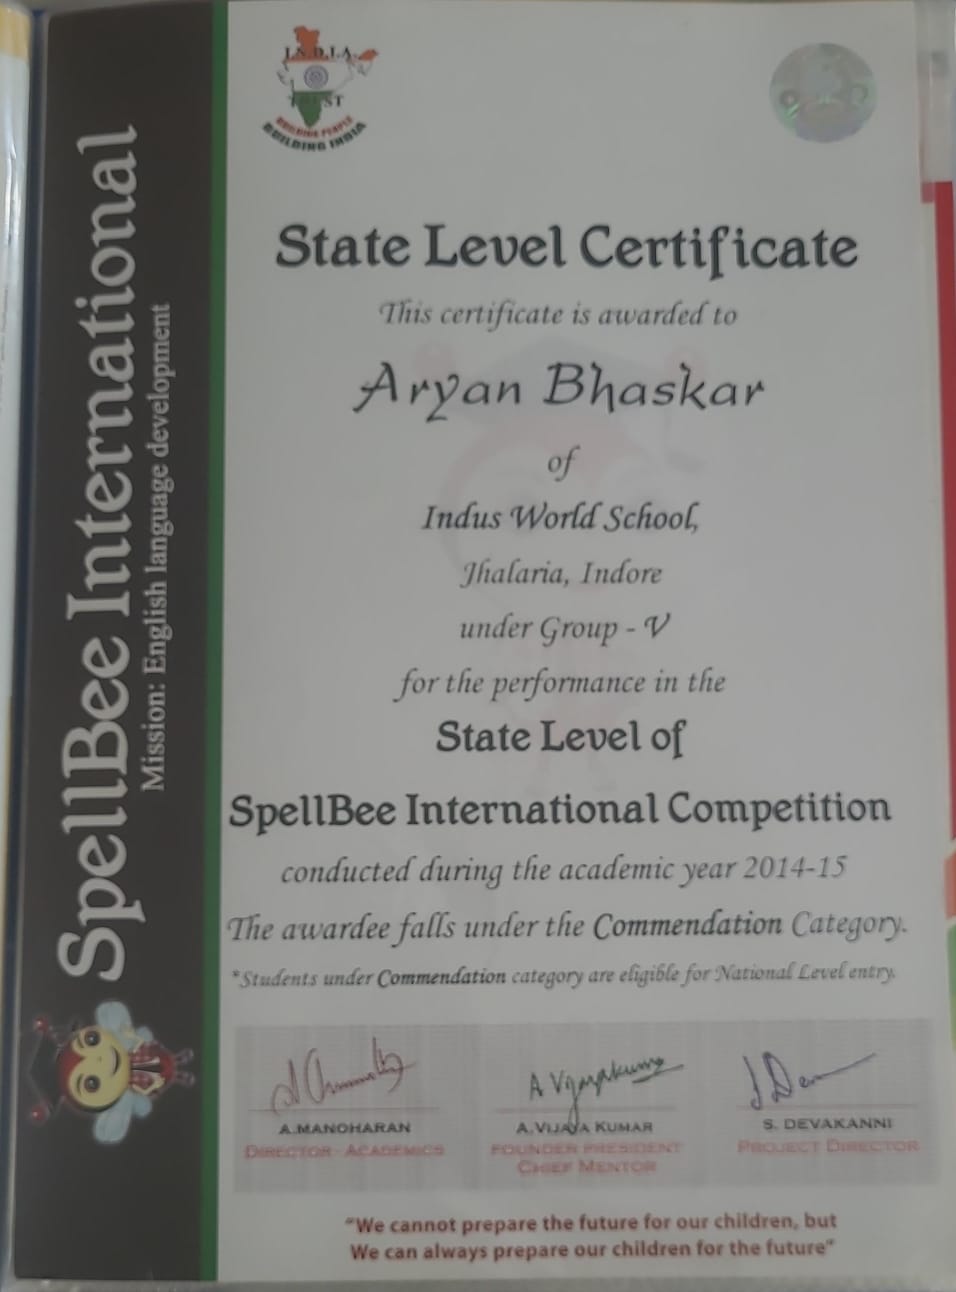 I.N.D.I.A.
TRUST
BUILDING PEOPLE
BUILDING INDIA
SpellBee International
Mission: English language development
State Level Certificate
This certificate is awarded to
Aryan Bhaskar
of
Indus World School,
Jhalaria, Indore
under Group - V
for the performance in the
State Level of
SpellBee International Competition
conducted during the academic year 2014-15
The awardee falls under the Commendation Category.
*Students under Commendation category are eligible for National Level entry.
A Vijayakumar
A.MANOHARAN
DIRECTOR - ACADEMICS
A.VIJAYA KUMAR
FOUNDER PRESIDENT
CHIEF MENTOR
S. DEVAKANNI
PROJECT DIRECTOR
"We cannot prepare the future for our children, but
We can always prepare our children for the future"